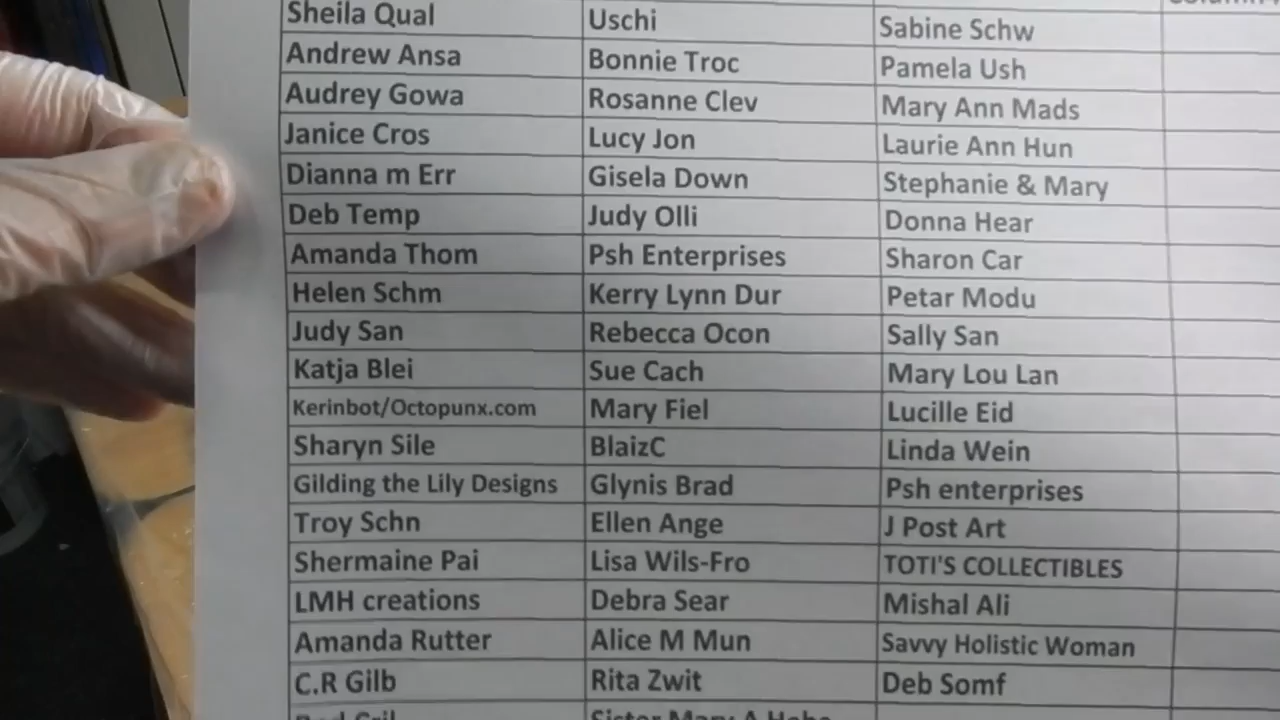 Sheila Qual Uschi Sabine Schw
Andrew Ansa Bonnie Troc Pamela Ush
Audrey Gowa Rosanne Clev Mary Ann Mads
Janice Cros Lucy Jon Laurie Ann Hun
Dianna m Err Gisela Down Stephanie & Mary
Deb Temp Judy Olli Donna Hear
Amanda Thom Psh Enterprises Sharon Car
Helen Schm Kerry Lynn Dur Petar Modu
Judy San Rebecca Ocon Sally San
Katja Blei Sue Cach Mary Lou Lan
Kerinbot/Octopunx.com Mary Fiel Lucille Eid
Sharyn Sile BlaizC Linda Wein
Gilding the Lily Designs Glynis Brad Psh enterprises
Troy Schn Ellen Ange J Post Art
Shermaine Pai Lisa Wils-Fro TOTI'S COLLECTIBLES
LMH creations Debra Sear Mishal Ali
Amanda Rutter Alice M Mun Savvy Holistic Woman
C.R Gilb Rita Zwit Deb Somf
Sister Mary A